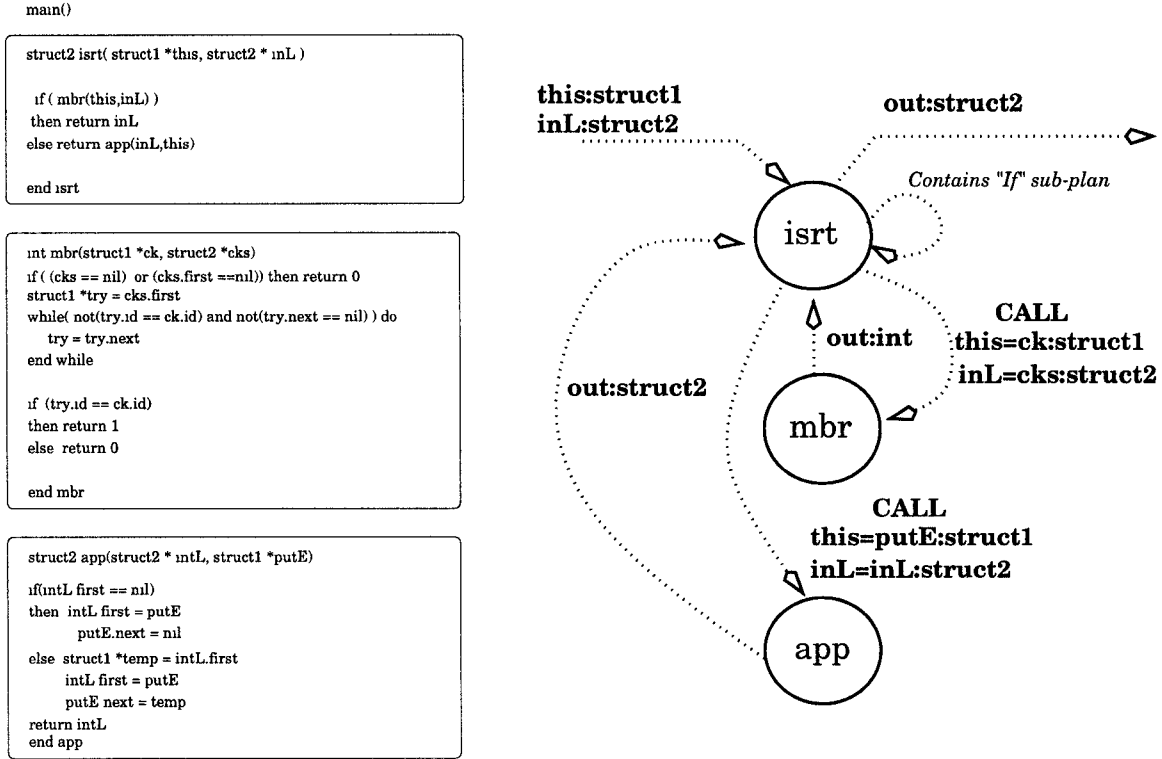 main()
struct2 isrt( struct1 *this, struct2 * inL )
if ( mbr(this,inL) )
then return inL
else return app(inL,this)
end isrt
int mbr(struct1 *ck, struct2 *cks)
if ( (cks == nil) or (cks.first ==nil)) then return 0
struct1 *try = cks.first
while( not(try.id == ck.id) and not(try.next == nil) ) do
try = try.next
end while
if (try.id == ck.id)
then return 1
else return 0
end mbr
struct2 app(struct2 * intL, struct1 *putE)
if(intL first == nil)
then intL first = putE
putE.next = nil
else struct1 *temp = intL.first
intL first = putE
putE next = temp
return intL
end app
this:struct1
inL:struct2
out:struct2
Contains "If" sub-plan
isrt
CALL
this=ck:struct1
inL=cks:struct2
out:int
out:struct2
mbr
CALL
this=putE:struct1
inL=inL:struct2
app